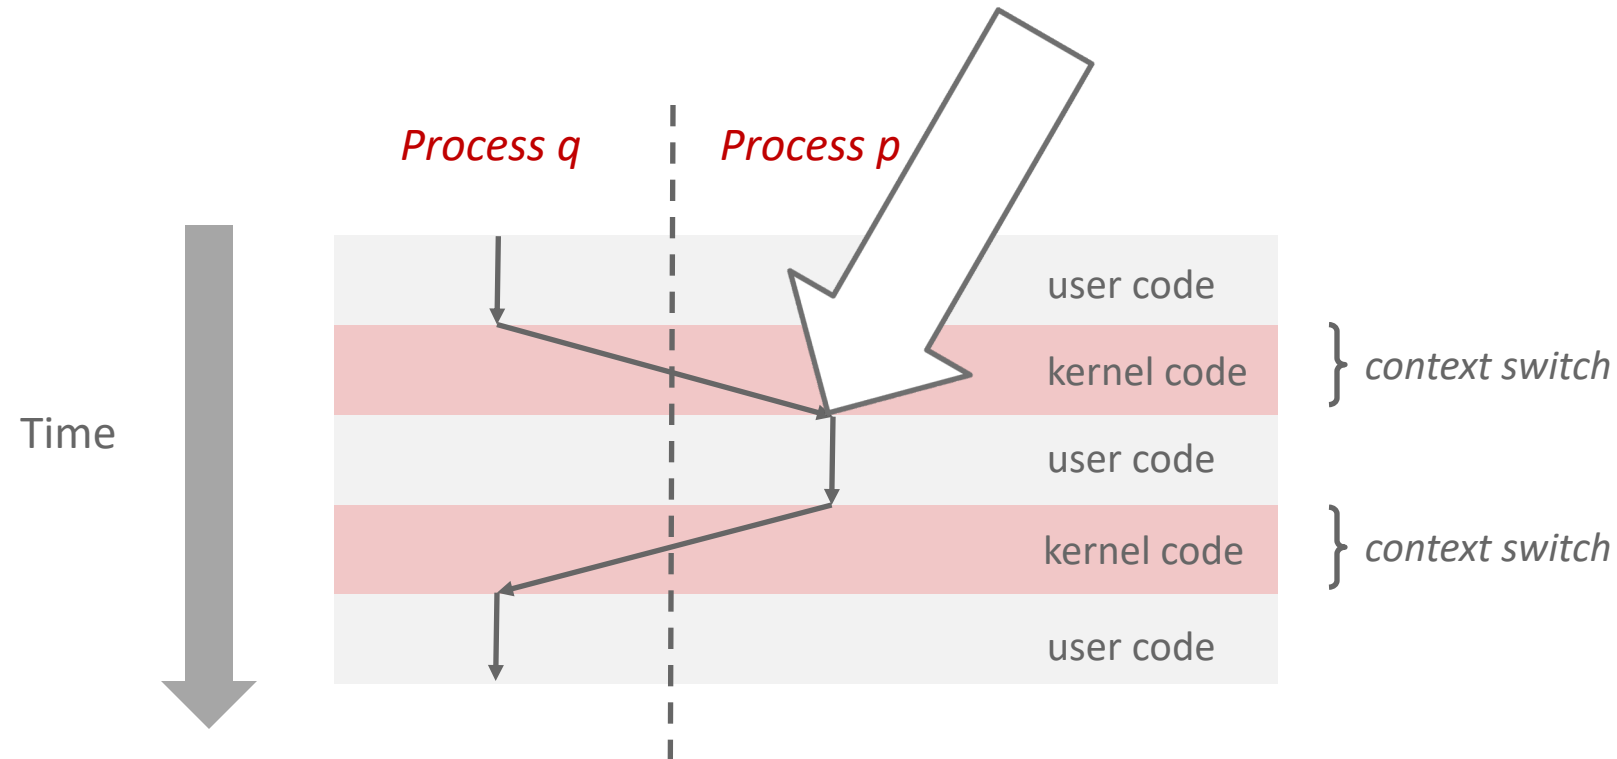 Process q
Process p
user code
kernel code
context switch
Time
user code
kernel code
context switch
user code